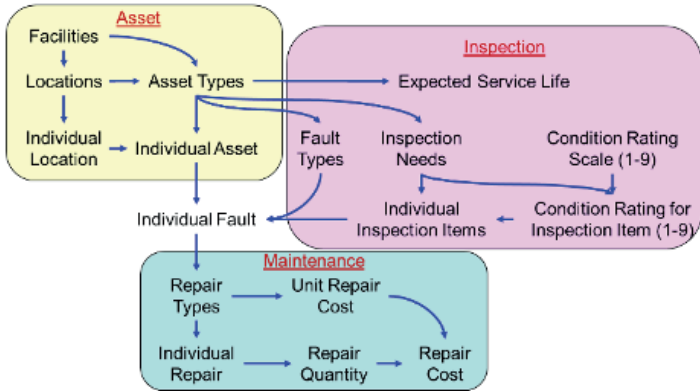 Asset
Facilities
Locations
Asset Types
Individual
Location
Individual Asset
Inspection
Expected Service Life
Fault
Types
Inspection
Needs
Condition Rating
Scale (1-9)
Individual Fault
Individual
Inspection Items
Condition Rating for
Inspection Item (1-9)
Maintenance
Repair
Types
Unit Repair
Cost
Individual
Repair
Repair
Quantity
Repair
Cost